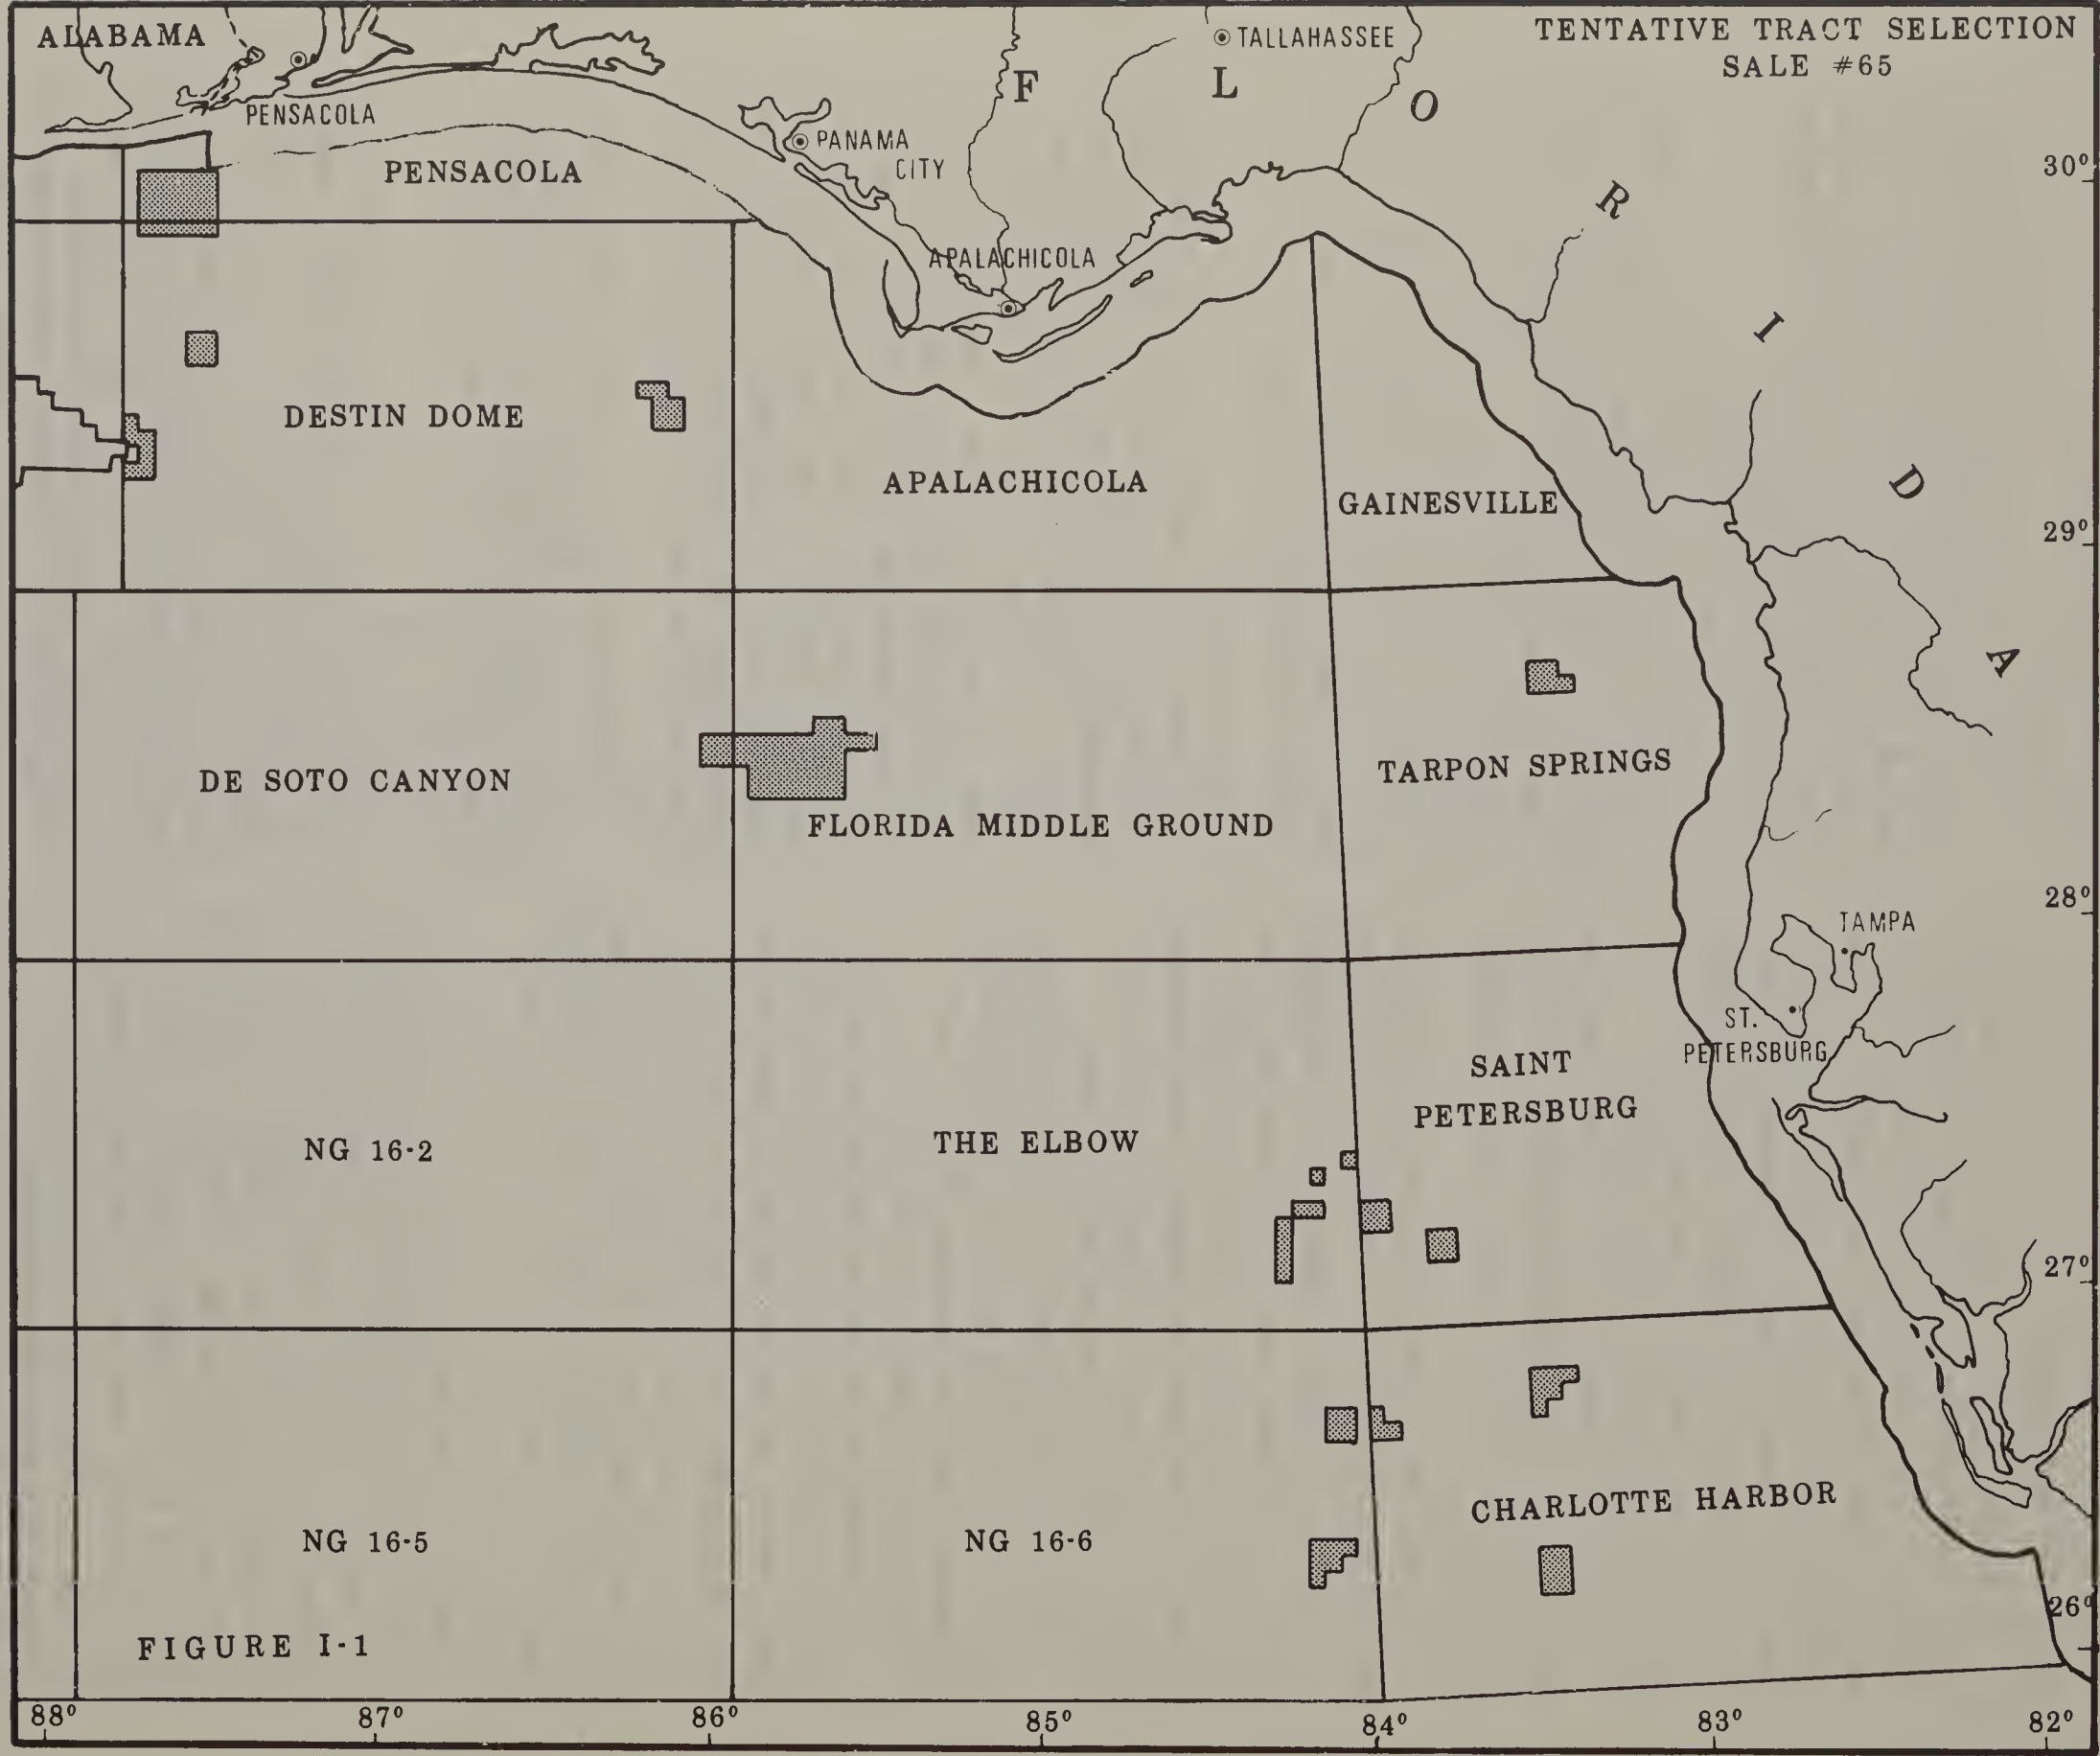 TENTATIVE TRACT SELECTION
SALE #65
ALABAMA
TALLAHASSEE
F L O R I D A
PENSACOLA
PANAMA
CITY
PENSACOLA
30°
APALACHICOLA
DESTIN DOME
APALACHICOLA
GAINESVILLE
29°
DE SOTO CANYON
FLORIDA MIDDLE GROUND
TARPON SPRINGS
28°
TAMPA
ST.
PETERSBURG
NG 16-2
THE ELBOW
SAINT
PETERSBURG
27°
NG 16-5
NG 16-6
CHARLOTTE HARBOR
26°
FIGURE I-1
88° 87° 86° 85° 84° 83° 82°